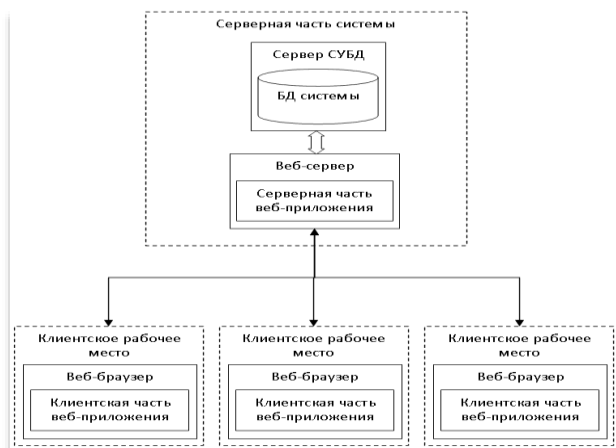 Серверная часть системы
Сервер СУБД
БД системы
Веб-сервер
Серверная часть
веб-приложения
Клиентское рабочее
место
Веб-браузер
Клиентская часть
веб-приложения
Клиентское рабочее
место
Веб-браузер
Клиентская часть
веб-приложения
Клиентское рабочее
место
Веб-браузер
Клиентская часть
веб-приложения